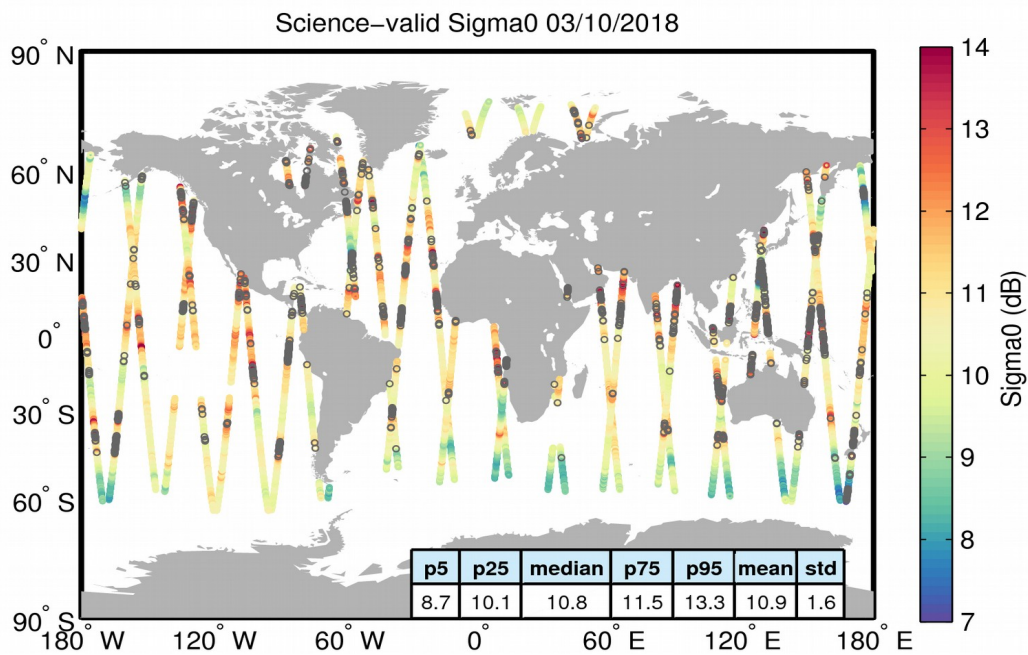 Science−valid Sigma0 03/10/2018
90° N
60° N
30° N
0°
30° S
60° S
90° S
180° W
120° W
60° W
0°
60° E
120° E
180° E
14
13
12
11
10
9
8
7
Sigma0 (dB)
p5 p25 median p75 p95 mean std
8.7 10.1 10.8 11.5 13.3 10.9 1.6